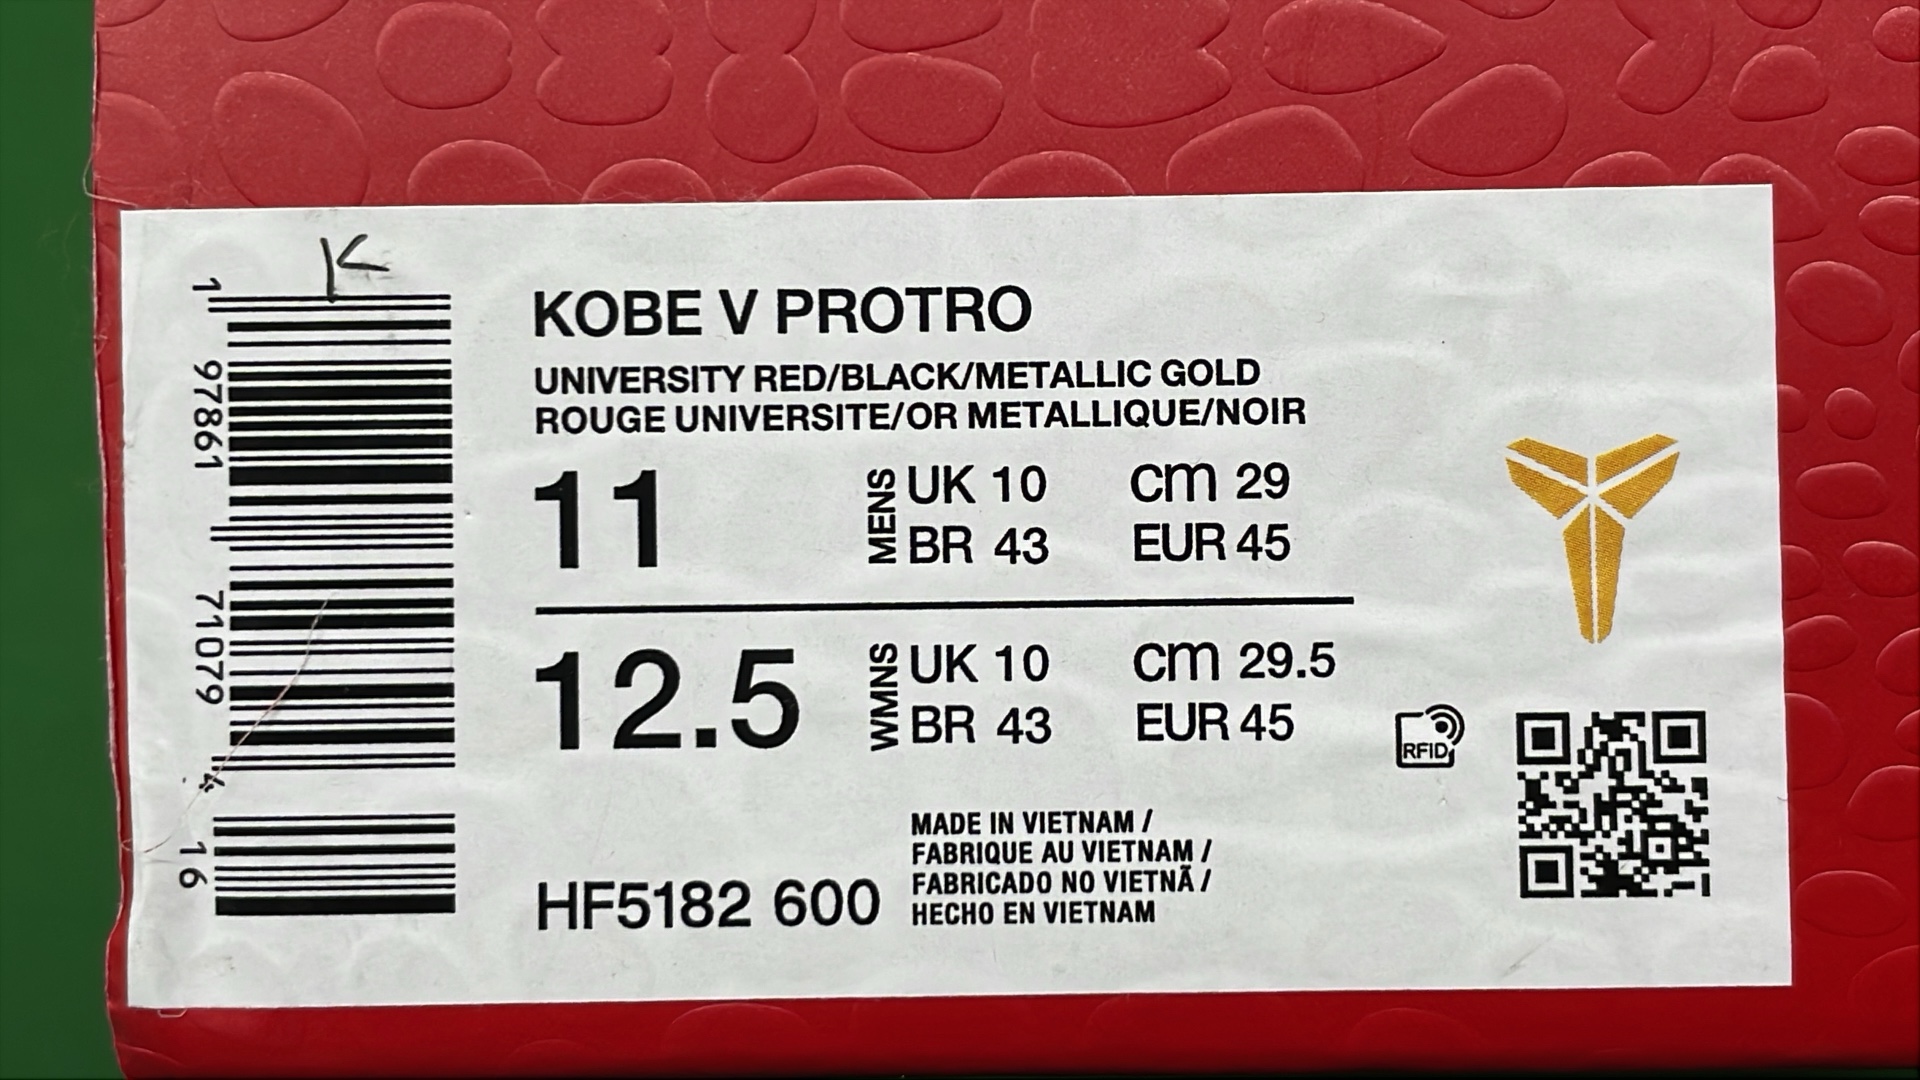 K
1 97861 71079 4
16
KOBE V PROTRO
UNIVERSITY RED/BLACK/METALLIC GOLD
ROUGE UNIVERSITE/OR METALLIQUE/NOIR
11 MENS UK 10 cm 29
BR 43 EUR 45
12.5 WMNS UK 10 cm 29.5
BR 43 EUR 45
RFID
MADE IN VIETNAM /
FABRIQUE AU VIETNAM /
FABRICADO NO VIETNÃ /
HECHO EN VIETNAM
HF5182 600